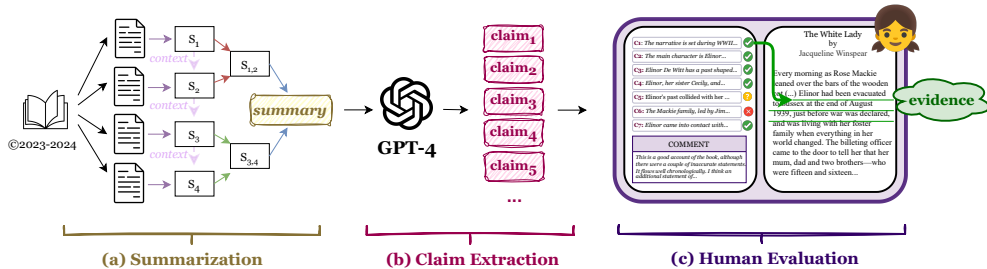 ©2023-2024
S1
context
S2
S3
context
S4
S1,2
S3,4
summary
GPT-4
claim1
claim2
claim3
claim4
claim5
...
C1: The narrative is set during WWII...
C2: The main character is Elinor...
C3: Elinor De Witt has a past shaped...
C4: Elinor, her sister Cecily, and...
C5: Elinor's past collided with her...
C6: The Mackie family, led by Jim...
C7: Elinor came into contact with...
COMMENT
This is a good account of the book, although
there were a couple of inaccurate statements.
It flows well chronologically, I think an
additional statement of...
The White Lady
by
Jacqueline Winspear
Every morning as Rose Mackie
leaned over the bars of the wooden
cot (...) Elinor had been evacuated
to Sussex at the end of August
1939, just before war was declared,
and was living with her foster
family when everything in her
world changed. The billeting officer
came to the door to tell her that her
mum, dad and two brothers—who
were fifteen and sixteen...
evidence
(a) Summarization
(b) Claim Extraction
(c) Human Evaluation